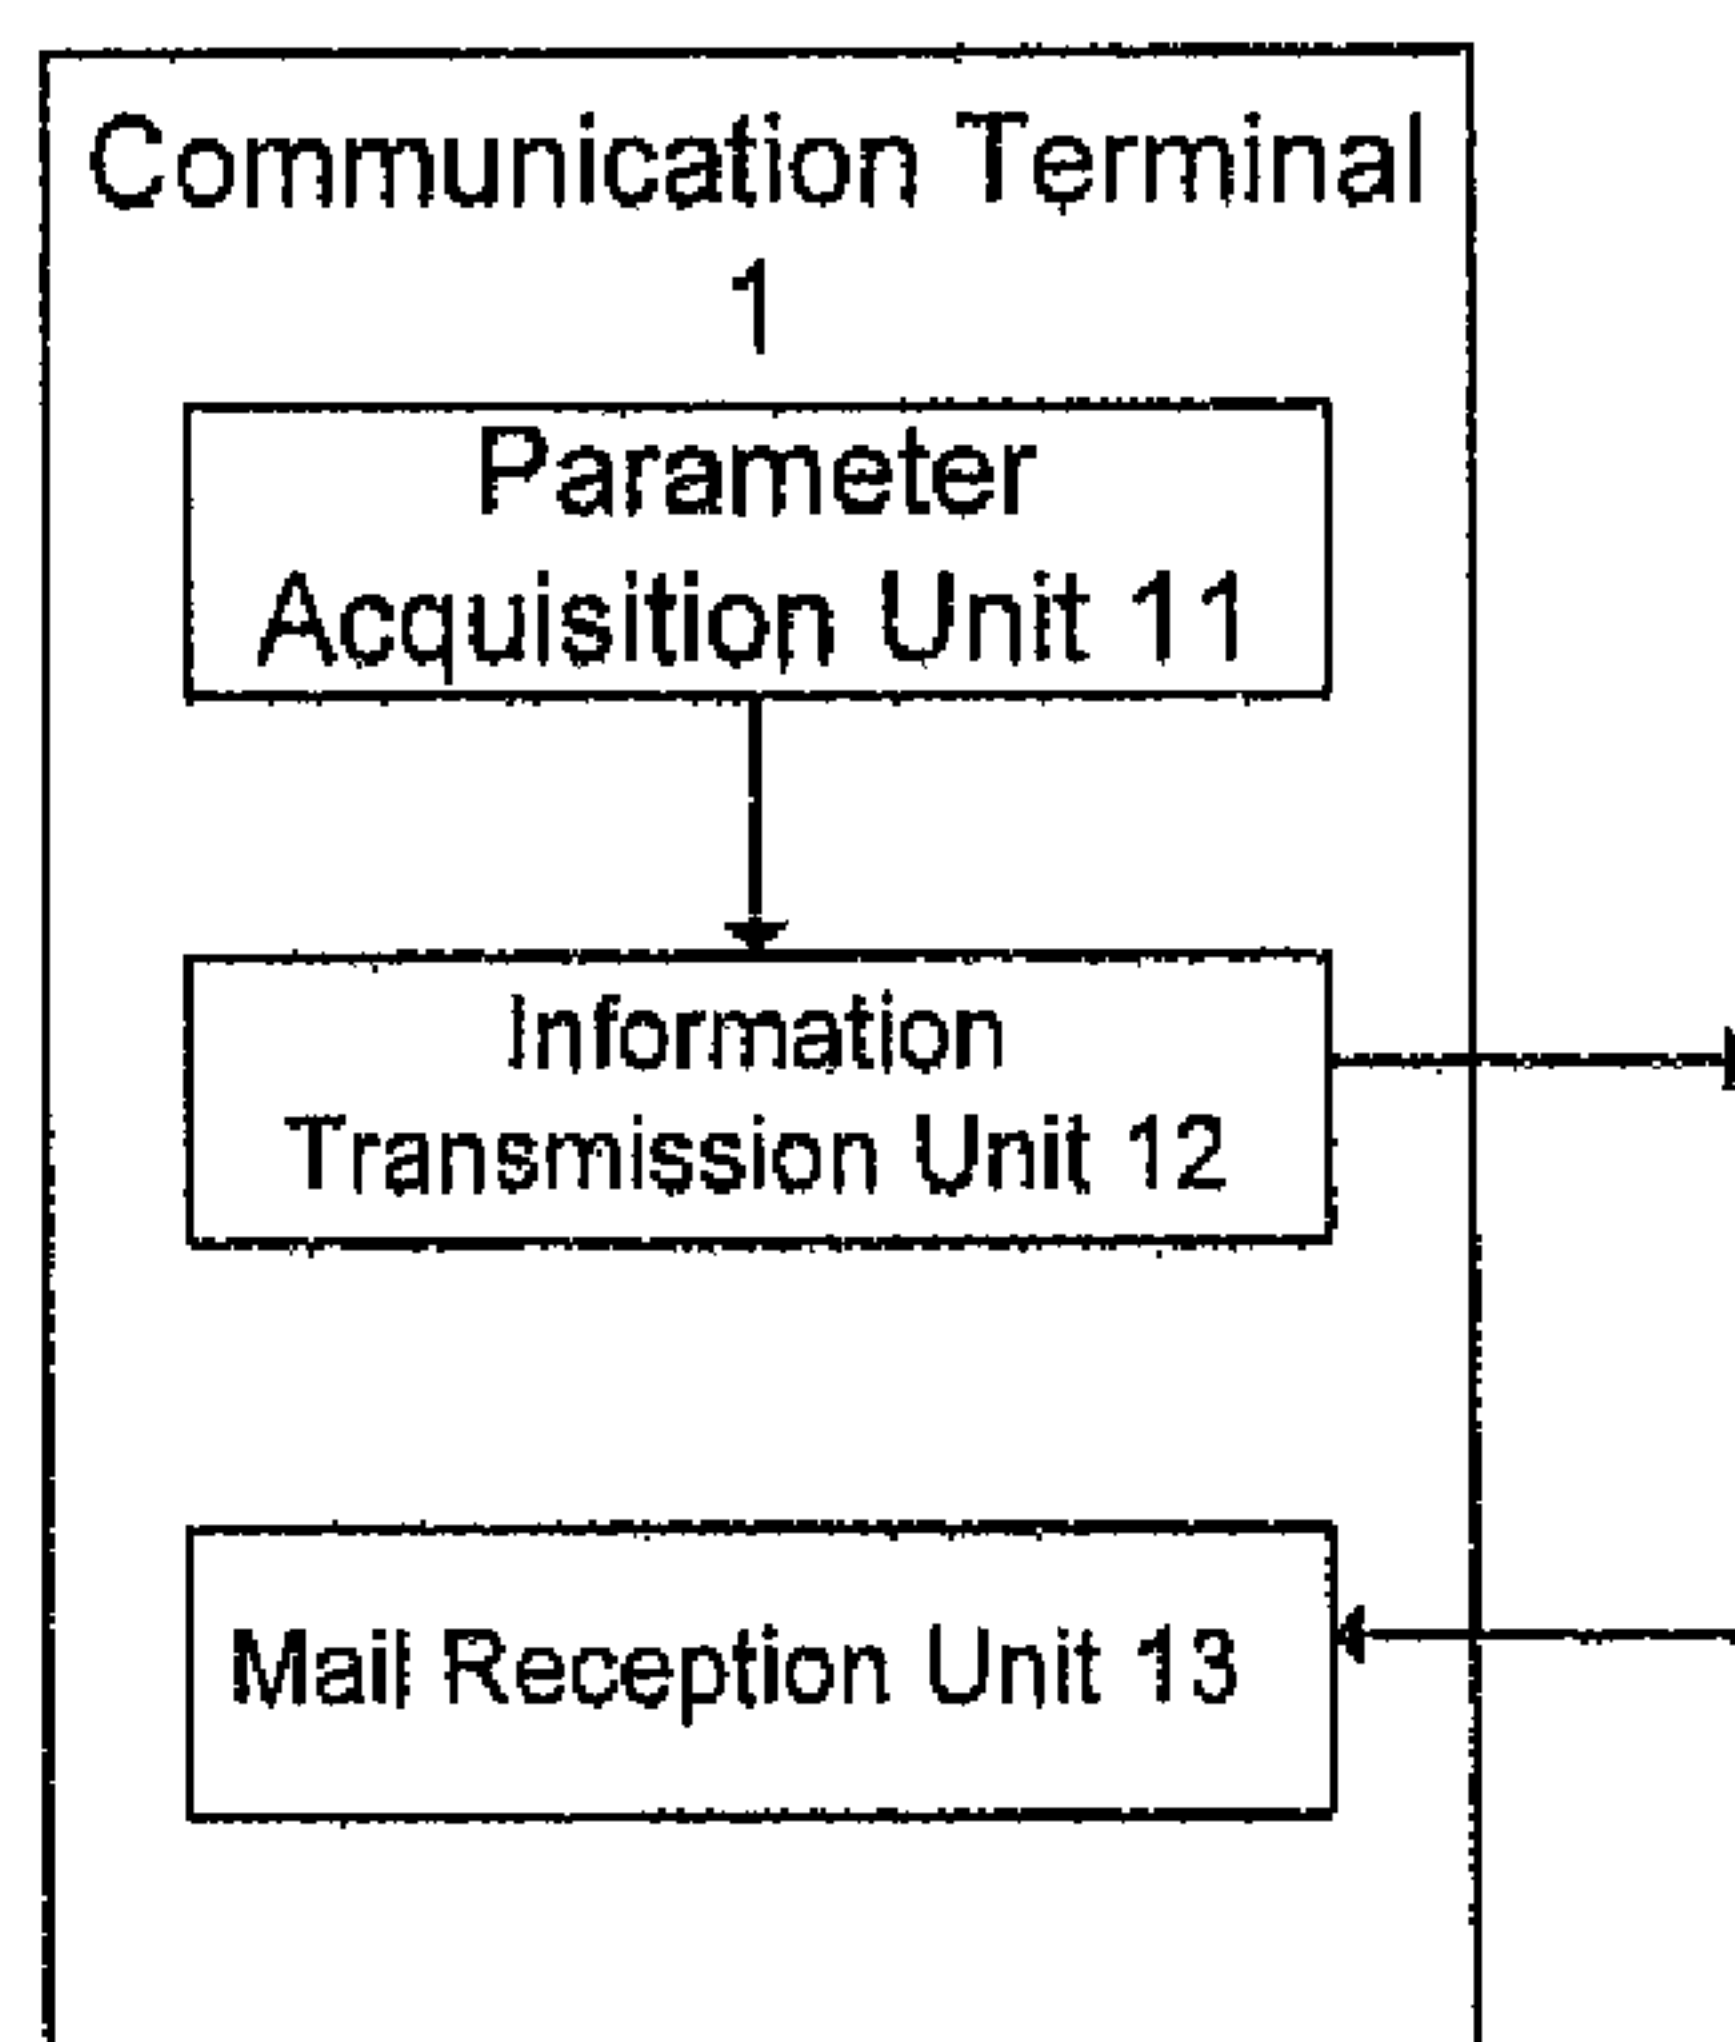 Communication Terminal
1
Parameter
Acquisition Unit 11
Information
Transmission Unit 12
Mail Reception Unit 13